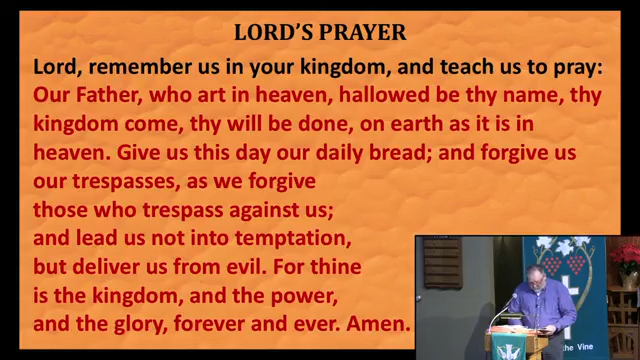 LORD'S PRAYER
Lord, remember us in your kingdom, and teach us to pray:
Our Father, who art in heaven, hallowed be thy name, thy
kingdom come, thy will be done, on earth as it is in
heaven. Give us this day our daily bread; and forgive us
our trespasses, as we forgive
those who trespass against us;
and lead us not into temptation,
but deliver us from evil. For thine
is the kingdom, and the power,
and the glory, forever and ever. Amen.
the Vine